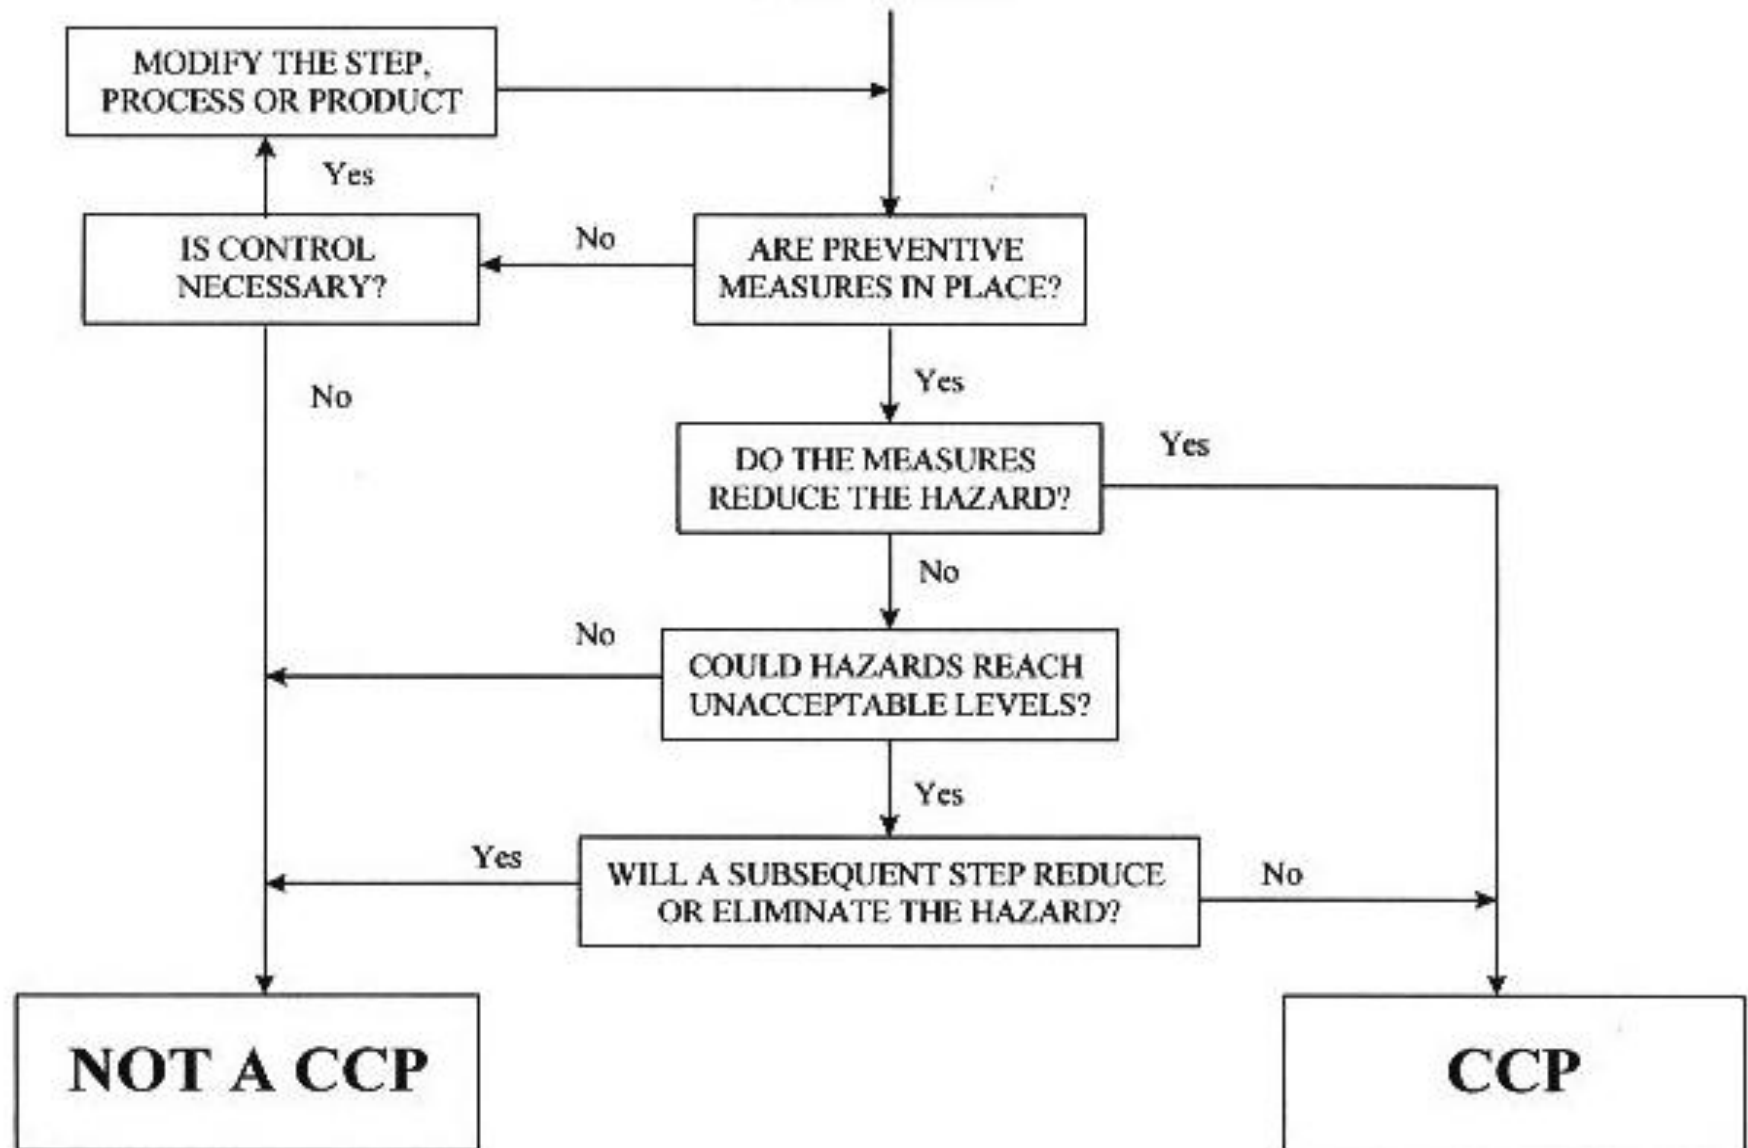 MODIFY THE STEP,
PROCESS OR PRODUCT
Yes
IS CONTROL
NECESSARY?
No
ARE PREVENTIVE
MEASURES IN PLACE?
No
Yes
DO THE MEASURES
REDUCE THE HAZARD?
Yes
No
No
COULD HAZARDS REACH
UNACCEPTABLE LEVELS?
Yes
Yes
WILL A SUBSEQUENT STEP REDUCE
OR ELIMINATE THE HAZARD?
No
NOT A CCP
CCP